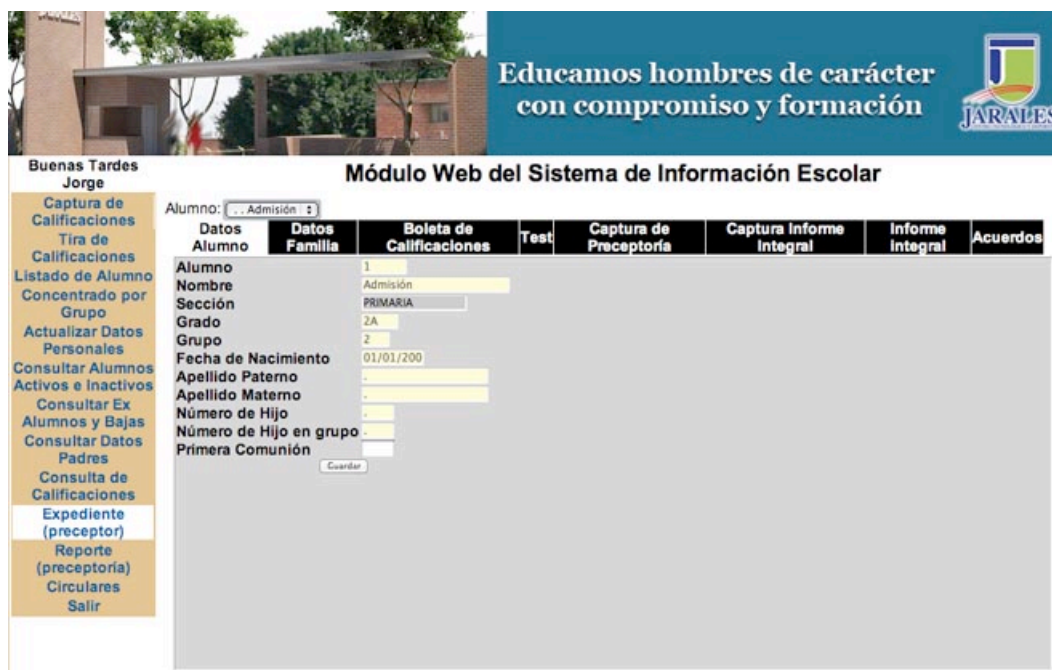 Educamos hombres de carácter
con compromiso y formación
JARALES
Buenas Tardes
Jorge
Módulo Web del Sistema de Información Escolar
Captura de
Calificaciones
Tira de
Calificaciones
Listado de Alumno
Concentrado por
Grupo
Actualizar Datos
Personales
Consultar Alumnos
Activos e Inactivos
Consultar Ex
Alumnos y Bajas
Consultar Datos
Padres
Consulta de
Calificaciones
Expediente
(preceptor)
Reporte
(preceptoría)
Circulares
Salir
Alumno: . . Admisión
Datos
Alumno
Datos
Familia
Boleta de
Calificaciones
Test
Captura de
Preceptoría
Captura Informe
Integral
Informe
integral
Acuerdos
Alumno 1
Nombre Admisión
Sección PRIMARIA
Grado 2A
Grupo 2
Fecha de Nacimiento 01/01/200
Apellido Paterno .
Apellido Materno .
Número de Hijo .
Número de Hijo en grupo .
Primera Comunión
Guardar